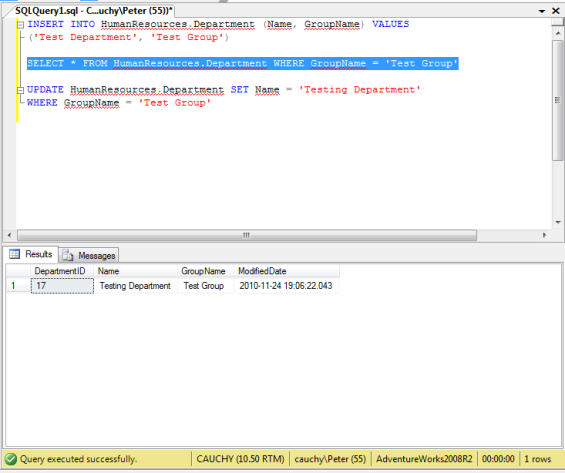 SQLQuery1.sql - C...uchy\Peter (55))*
INSERT INTO HumanResources.Department (Name, GroupName) VALUES
('Test Department', 'Test Group')
SELECT * FROM HumanResources.Department WHERE GroupName = 'Test Group'
UPDATE HumanResources.Department SET Name = 'Testing Department'
WHERE GroupName = 'Test Group'
Results Messages
DepartmentID Name GroupName ModifiedDate
1 17 Testing Department Test Group 2010-11-24 19:06:22.043
Query executed successfully. CAUCHY (10.50 RTM) cauchy\Peter (55) AdventureWorks2008R2 00:00:00 1 rows